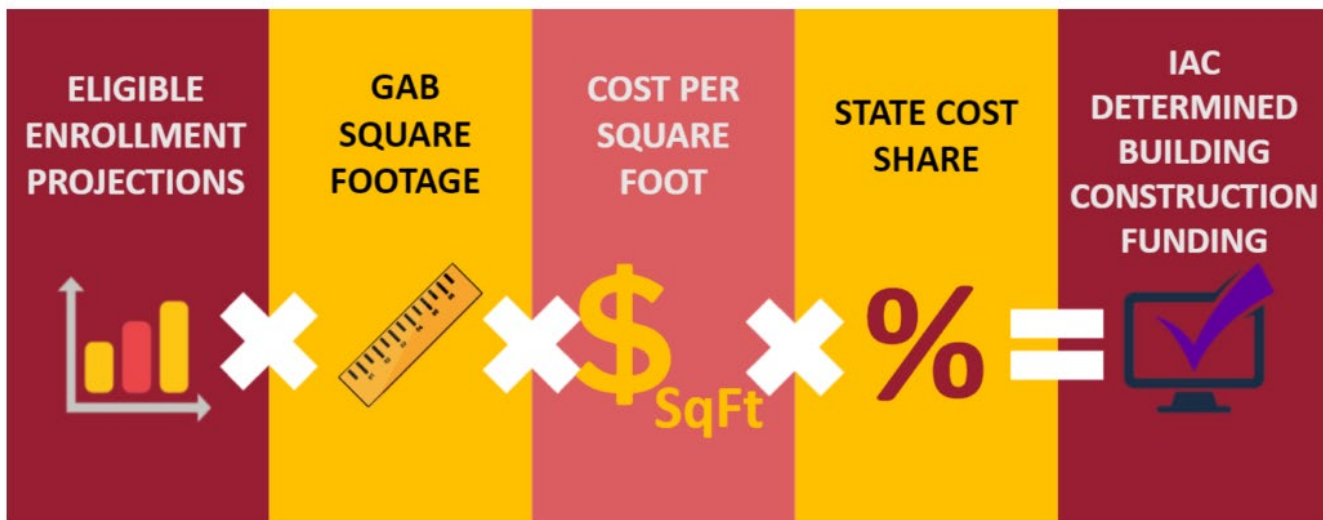 ELIGIBLE
ENROLLMENT
PROJECTIONS
GAB
SQUARE
FOOTAGE
COST PER
SQUARE
FOOT
STATE COST
SHARE
IAC
DETERMINED
BUILDING
CONSTRUCTION
FUNDING
$
SqFt
%
=